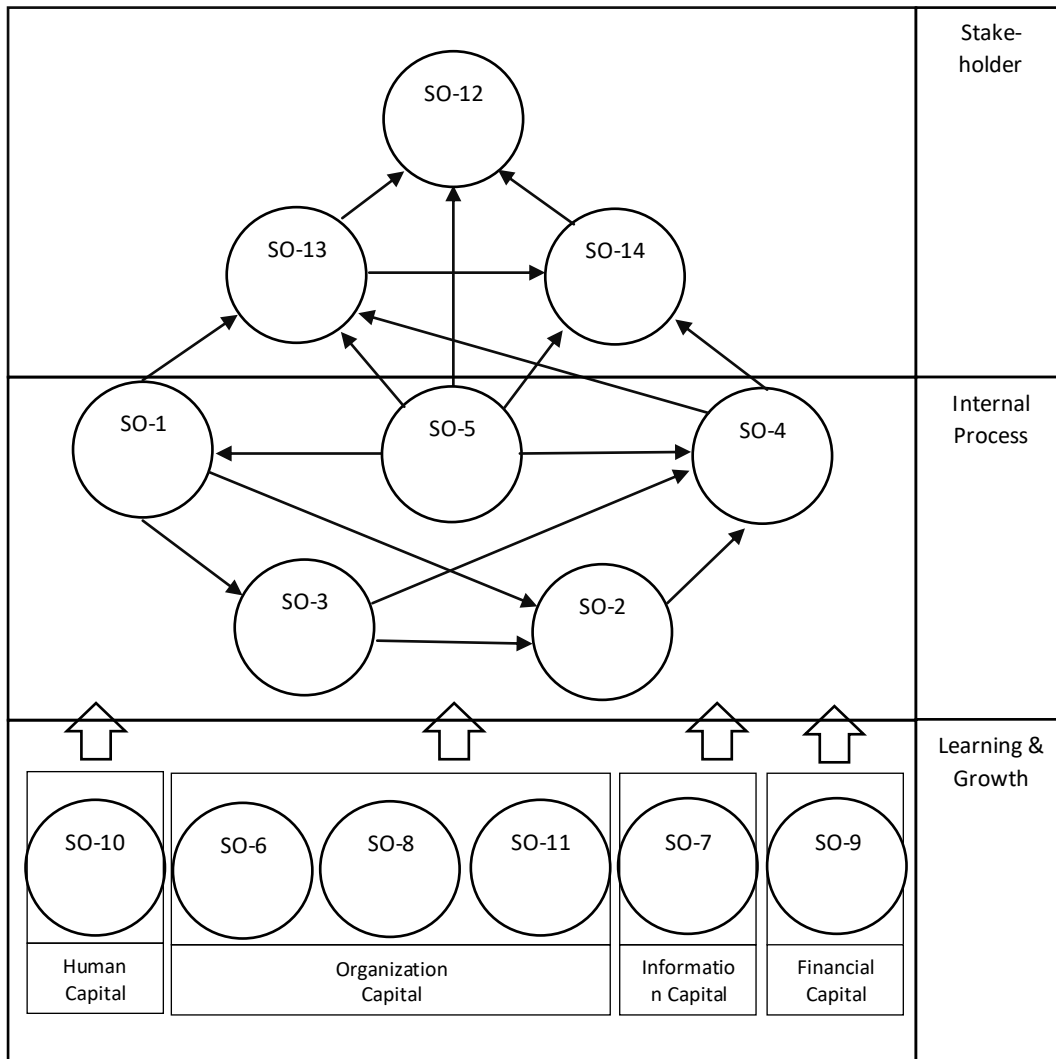 Stake-
holder
SO-12
SO-13
SO-14
Internal
Process
SO-1
SO-5
SO-4
SO-3
SO-2
Learning &
Growth
SO-10
SO-6
SO-8
SO-11
SO-7
SO-9
Human
Capital
Organization
Capital
Informatio
n Capital
Financial
Capital